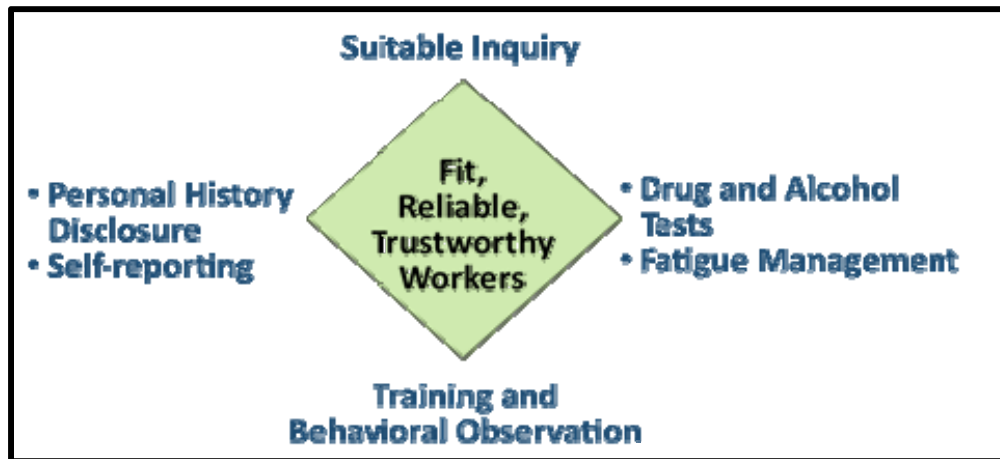 Suitable Inquiry
• Personal History
Disclosure
• Self-reporting
Fit,
Reliable,
Trustworthy
Workers
• Drug and Alcohol
Tests
• Fatigue Management
Training and
Behavioral Observation